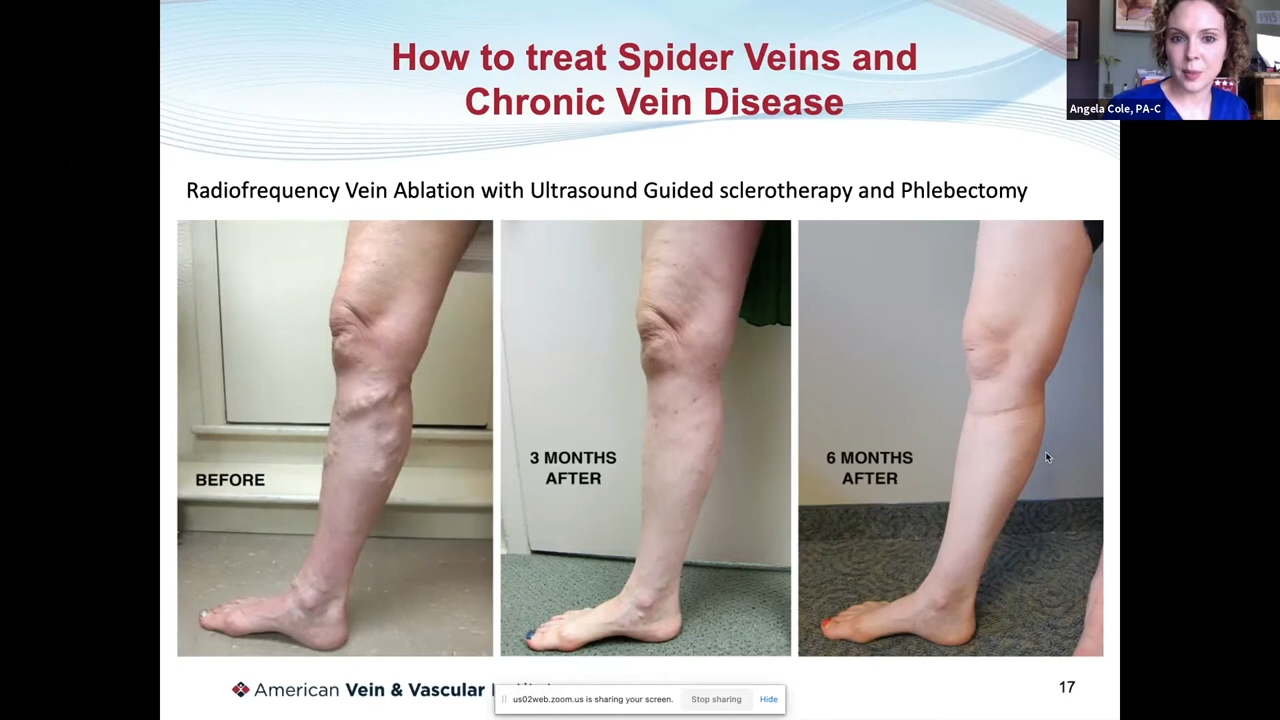 How to treat Spider Veins and
Chronic Vein Disease
Angela Cole, PA-C
Radiofrequency Vein Ablation with Ultrasound Guided sclerotherapy and Phlebectomy
BEFORE
3 MONTHS
AFTER
6 MONTHS
AFTER
American Vein & Vascular
us02web.zoom.us is sharing your screen.
Stop sharing
Hide
17